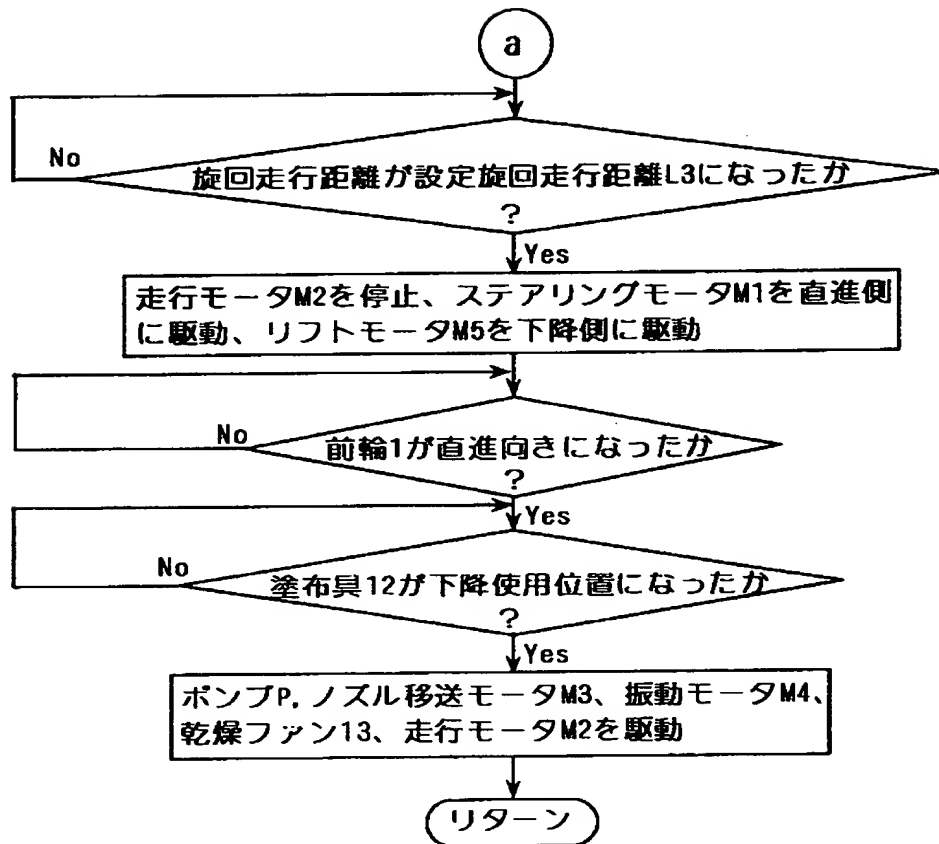 a
No
旋回走行距離が設定旋回走行距離L3になったか
?
Yes
走行モータM2を停止、ステアリングモータM1を直進側
に駆動、リフトモータM5を下降側に駆動
No
前輪1が直進向きになったか
?
Yes
No
塗布具12が下降使用位置になったか
?
Yes
ポンプP.ノズル移送モータM3、振動モータM4、
乾燥ファン13、走行モータM2を駆動
リターン